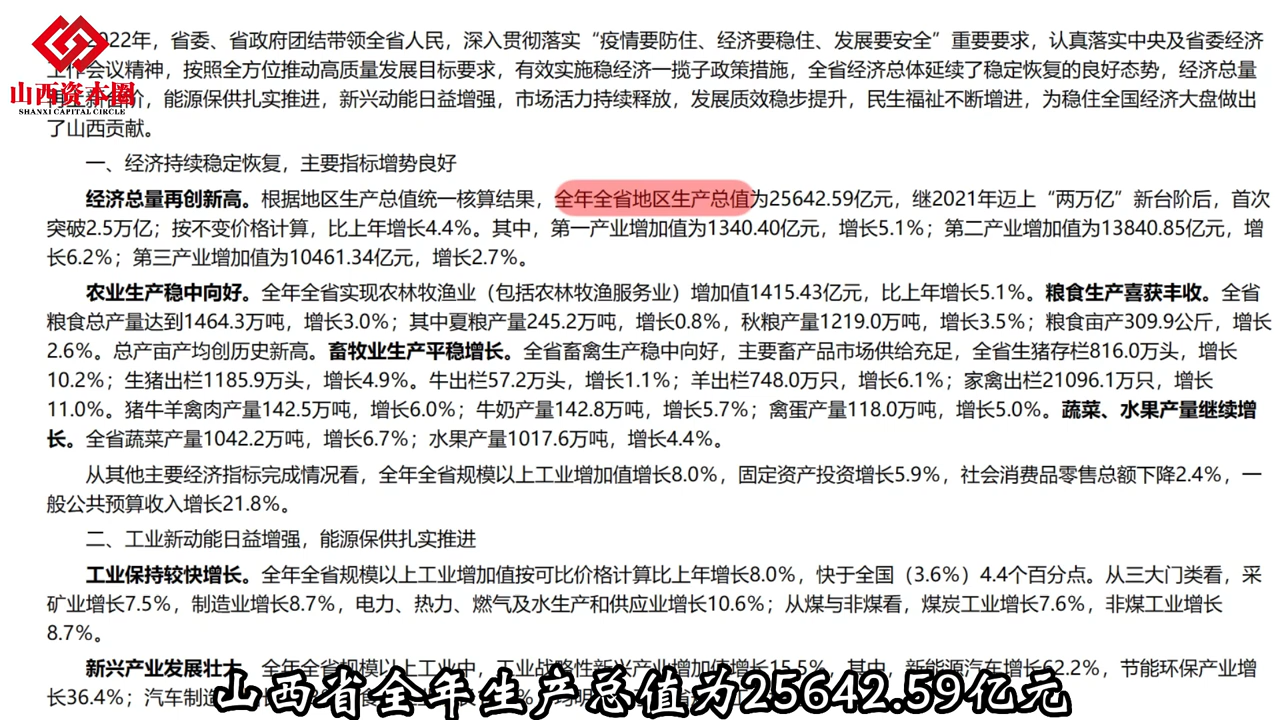 2022年，省委、省政府团结带领全省人民，深入贯彻落实“疫情要防住、经济要稳住、发展要安全”重要要求，认真落实中央及省委经济
工作会议精神，按照全方位推动高质量发展目标要求，有效实施稳经济一揽子政策措施，全省经济总体延续了稳定恢复的良好态势，经济总量
山西资本圈
SHANXI CAPITAL CIRCLE
能源保供扎实推进，新兴动能日益增强，市场活力持续释放，发展质效稳步提升，民生福祉不断增进，为稳住全国经济大盘做出
了山西贡献。
一、经济持续稳定恢复，主要指标增势良好
经济总量再创新高。根据地区生产总值统一核算结果，全年全省地区生产总值为25642.59亿元，继2021年迈上“两万亿”新台阶后，首次
突破2.5万亿；按不变价格计算，比上年增长4.4%。其中，第一产业增加值为1340.40亿元，增长5.1%；第二产业增加值为13840.85亿元，增
长6.2%；第三产业增加值为10461.34亿元，增长2.7%。
农业生产稳中向好。全年全省实现农林牧渔业（包括农林牧渔服务业）增加值1415.43亿元，比上年增长5.1%。粮食生产喜获丰收。全省
粮食总产量达到1464.3万吨，增长3.0%；其中夏粮产量245.2万吨，增长0.8%，秋粮产量1219.0万吨，增长3.5%；粮食亩产309.9公斤，增长
2.6%。总产亩产均创历史新高。畜牧业生产平稳增长。全省畜禽生产稳中向好，主要畜产品市场供给充足，全省生猪存栏816.0万头，增长
10.2%；生猪出栏1185.9万头，增长4.9%。牛出栏57.2万头，增长1.1%；羊出栏748.0万只，增长6.1%；家禽出栏21096.1万只，增长
11.0%。猪牛羊禽肉产量142.5万吨，增长6.0%；牛奶产量142.8万吨，增长5.7%；禽蛋产量118.0万吨，增长5.0%。蔬菜、水果产量继续增
长。全省蔬菜产量1042.2万吨，增长6.7%；水果产量1017.6万吨，增长4.4%。
从其他主要经济指标完成情况看，全年全省规模以上工业增加值增长8.0%，固定资产投资增长5.9%，社会消费品零售总额下降2.4%，一
般公共预算收入增长21.8%。
二、工业新动能日益增强，能源保供扎实推进
工业保持较快增长。全年全省规模以上工业增加值按可比价格计算比上年增长8.0%，快于全国（3.6%）4.4个百分点。从三大门类看，采
矿业增长7.5%，制造业增长8.7%，电力、热力、燃气及水生产和供应业增长10.6%；从煤与非煤看，煤炭工业增长7.6%，非煤工业增长
8.7%。
新兴产业发展壮大。全年全省规模以上工业中，工业战略性新兴产业增加值增长15.5%，其中，新能源汽车增长62.2%，节能环保产业增
长36.4%；汽车制造
山西省全年生产总值为25642.59亿元